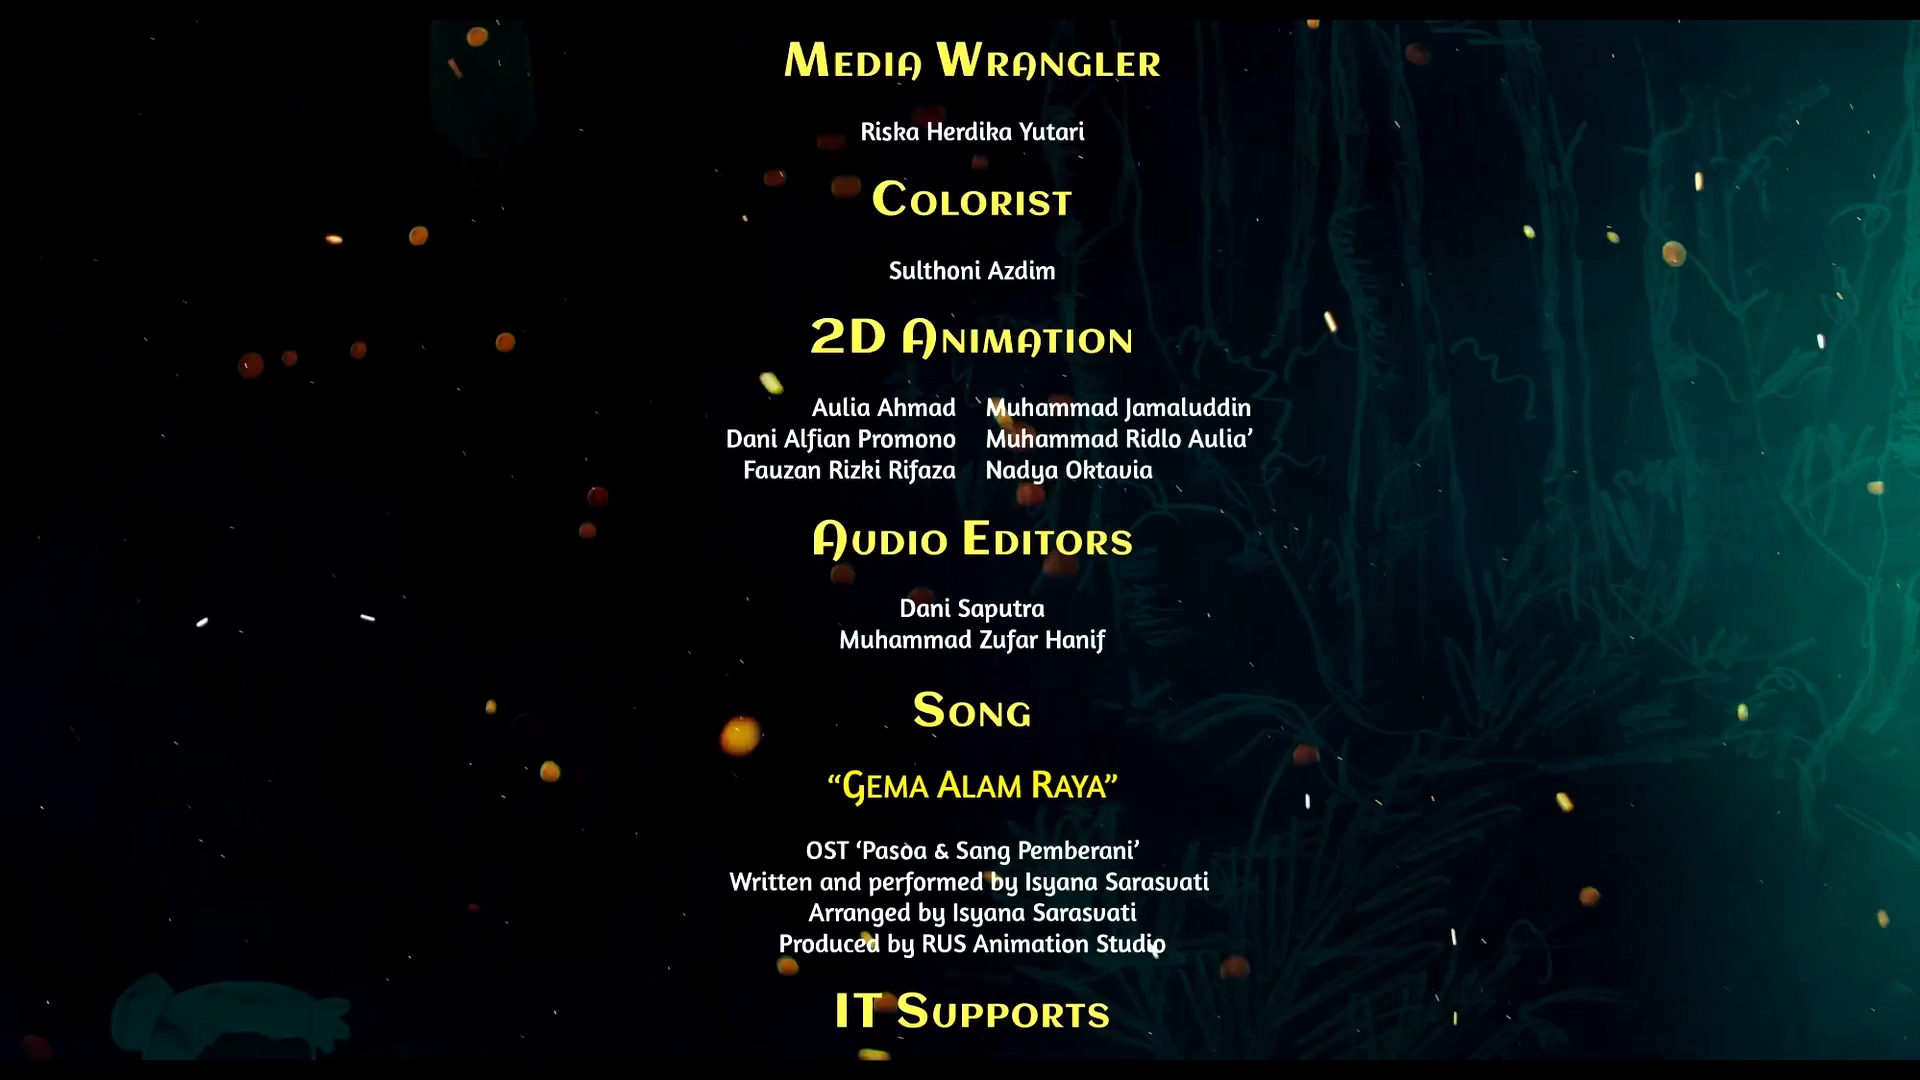 Media Wrangler
Riska Herdika Yutari
Colorist
Sulthoni Azdim
2D Animation
Aulia Ahmad Muhammad Jamaluddin
Dani Alfian Promono Muhammad Ridlo Aulia’
Fauzan Rizki Rifaza Nadya Oktavia
Audio Editors
Dani Saputra
Muhammad Zufar Hanif
Song
“Gema Alam Raya”
OST ‘Pasoa & Sang Pemberani’
Written and performed by Isyana Sarasvati
Arranged by Isyana Sarasvati
Produced by RUS Animation Studio
IT Supports